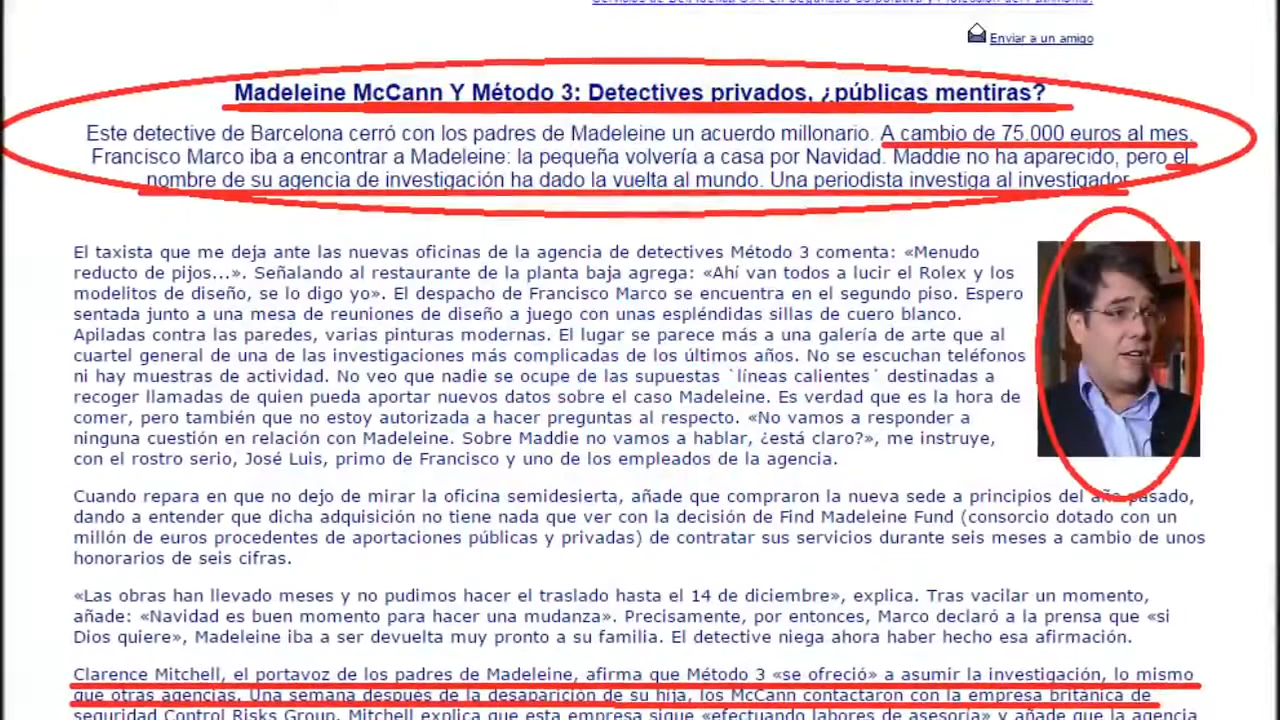 Servicios de Detectives S.A. en Seguridad Corporativa y Protección del Patrimonio.
Enviar a un amigo
Madeleine McCann Y Método 3: Detectives privados, ¿públicas mentiras?
Este detective de Barcelona cerró con los padres de Madeleine un acuerdo millonario. A cambio de 75.000 euros al mes.
Francisco Marco iba a encontrar a Madeleine: la pequeña volvería a casa por Navidad. Maddie no ha aparecido, pero el
nombre de su agencia de investigación ha dado la vuelta al mundo. Una periodista investiga al investigador
El taxista que me deja ante las nuevas oficinas de la agencia de detectives Método 3 comenta: «Menudo
reducto de pijos...». Señalando al restaurante de la planta baja agrega: «Ahí van todos a lucir el Rolex y los
modelitos de diseño, se lo digo yo». El despacho de Francisco Marco se encuentra en el segundo piso. Espero
sentada junto a una mesa de reuniones de diseño a juego con unas espléndidas sillas de cuero blanco.
Apiladas contra las paredes, varias pinturas modernas. El lugar se parece más a una galería de arte que al
cuartel general de una de las investigaciones más complicadas de los últimos años. No se escuchan teléfonos
ni hay muestras de actividad. No veo que nadie se ocupe de las supuestas `líneas calientes´ destinadas a
recoger llamadas de quien pueda aportar nuevos datos sobre el caso Madeleine. Es verdad que es la hora de
comer, pero también que no estoy autorizada a hacer preguntas al respecto. «No vamos a responder a
ninguna cuestión en relación con Madeleine. Sobre Maddie no vamos a hablar, ¿está claro?», me instruye,
con el rostro serio, José Luis, primo de Francisco y uno de los empleados de la agencia.
Cuando repara en que no dejo de mirar la oficina semidesierta, añade que compraron la nueva sede a principios del año pasado,
dando a entender que dicha adquisición no tiene nada que ver con la decisión de Find Madeleine Fund (consorcio dotado con un
millón de euros procedentes de aportaciones públicas y privadas) de contratar sus servicios durante seis meses a cambio de unos
honorarios de seis cifras.
«Las obras han llevado meses y no pudimos hacer el traslado hasta el 14 de diciembre», explica. Tras vacilar un momento,
añade: «Navidad es buen momento para hacer una mudanza». Precisamente, por entonces, Marco declaró a la prensa que «si
Dios quiere», Madeleine iba a ser devuelta muy pronto a su familia. El detective niega ahora haber hecho esa afirmación.
Clarence Mitchell, el portavoz de los padres de Madeleine, afirma que Método 3 «se ofreció» a asumir la investigación, lo mismo
que otras agencias. Una semana después de la desaparición de su hija, los McCann contactaron con la empresa británica de
seguridad Control Risks Group. Mitchell explica que esta empresa sigue «efectuando labores de asesoría» y añade que la agencia